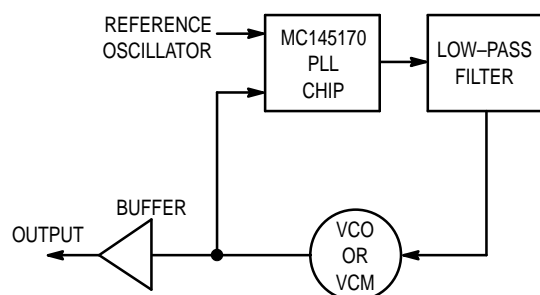 REFERENCE
OSCILLATOR
MC145170
PLL
CHIP
LOW–PASS
FILTER
BUFFER
OUTPUT
VCO
OR
VCM